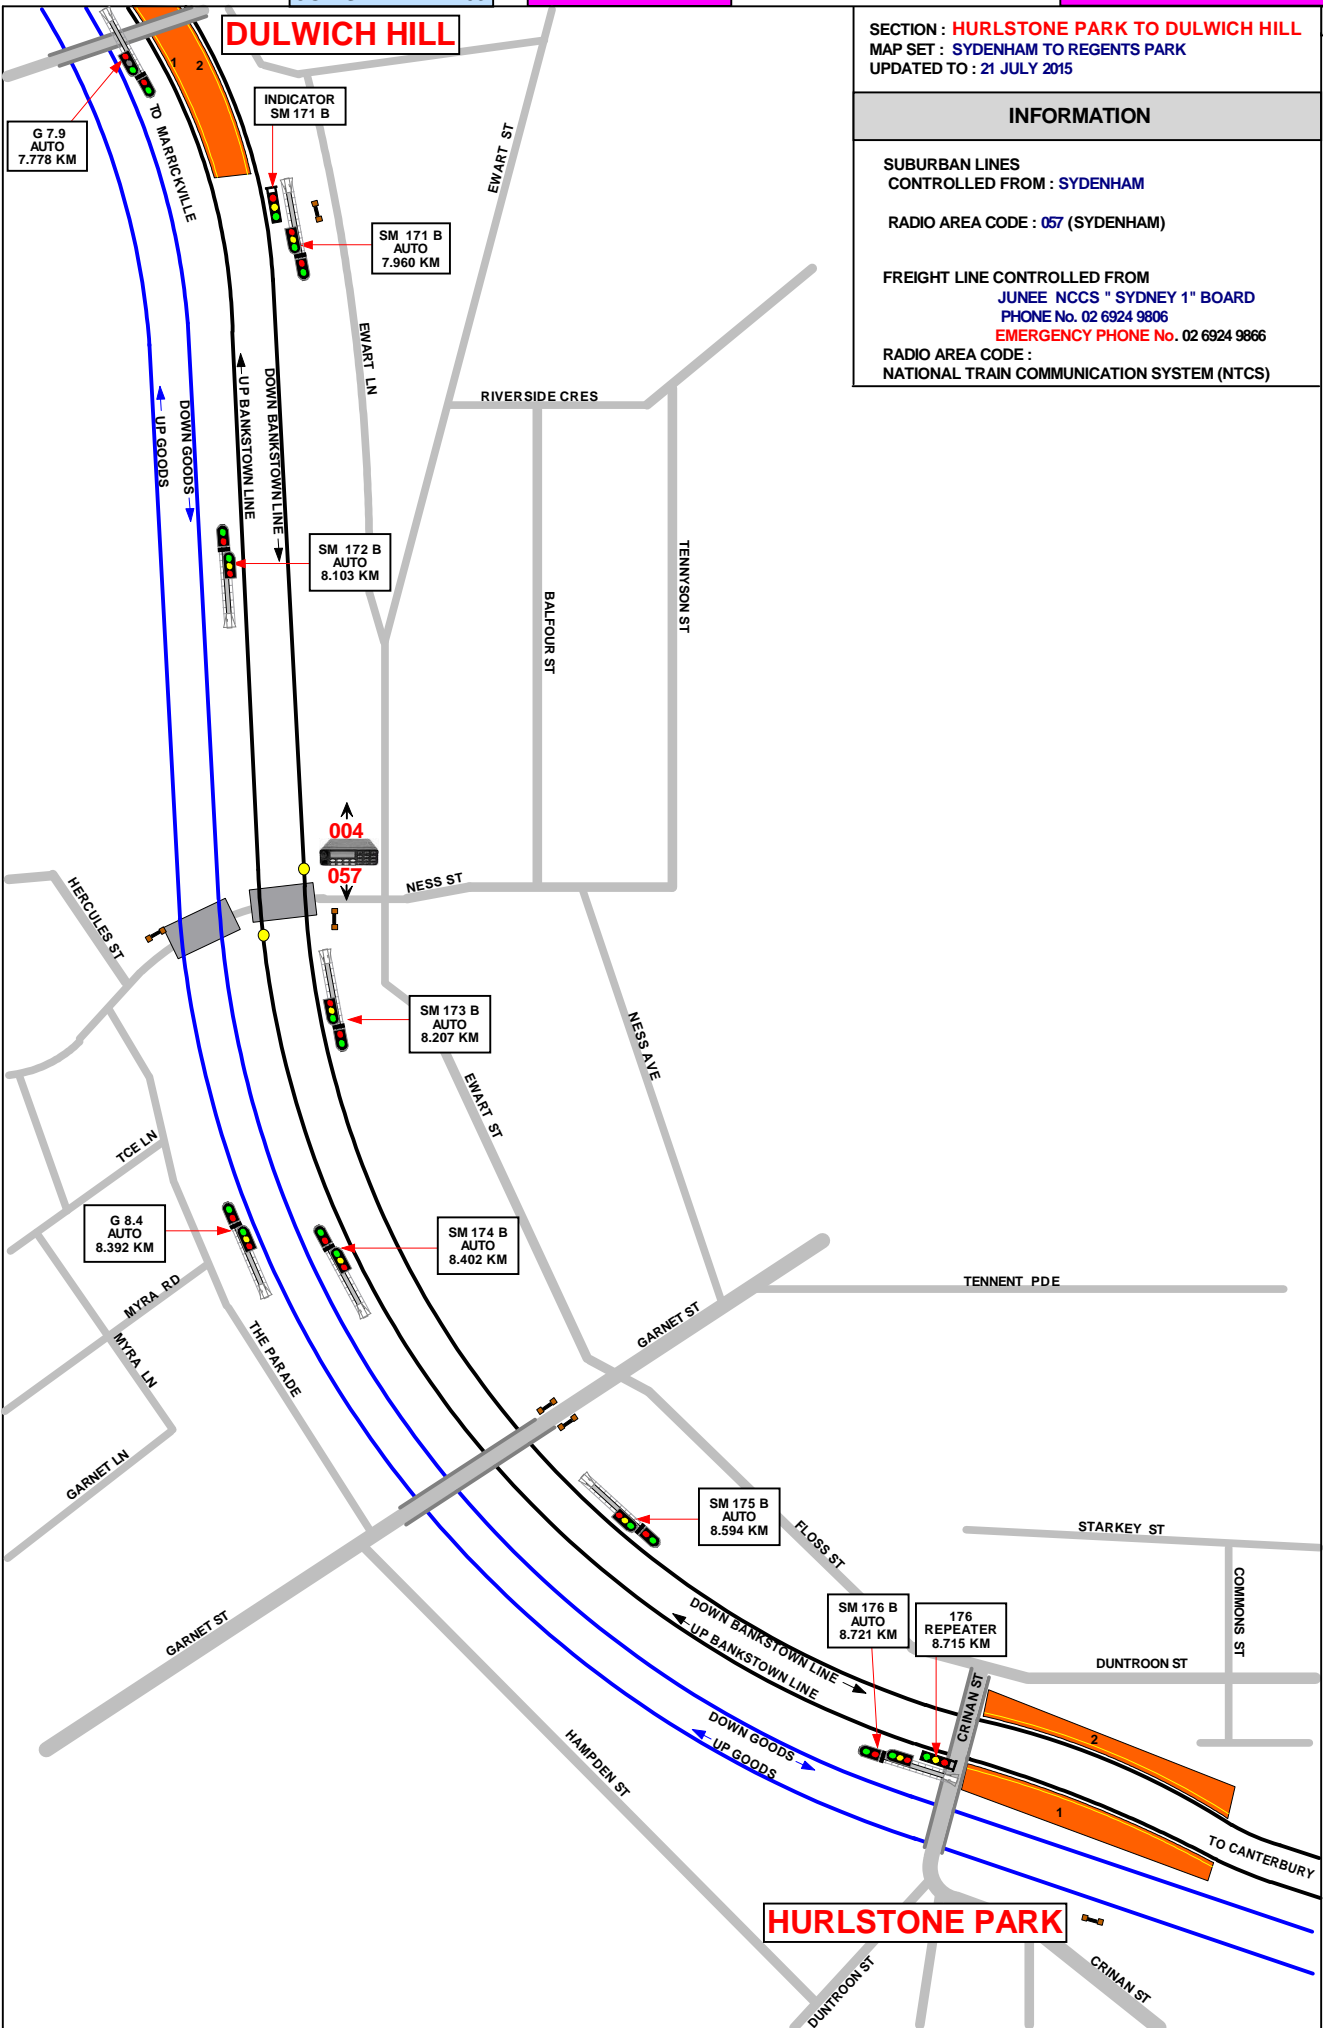 DULWICH HILL
SECTION : HURLSTONE PARK TO DULWICH HILL
MAP SET : SYDENHAM TO REGENTS PARK
UPDATED TO : 21 JULY 2015
INFORMATION
SUBURBAN LINES
CONTROLLED FROM : SYDENHAM
RADIO AREA CODE : 057 (SYDENHAM)
FREIGHT LINE CONTROLLED FROM
JUNEE NCCS " SYDNEY 1" BOARD
PHONE No. 02 6924 9806
EMERGENCY PHONE No. 02 6924 9866
RADIO AREA CODE :
NATIONAL TRAIN COMMUNICATION SYSTEM (NTCS)
1
2
G 7.9
AUTO
7.778 KM
TO MARRICKVILLE
INDICATOR
SM 171 B
SM 171 B
AUTO
7.960 KM
EWART ST
EWART LN
RIVERSIDE CRES
UP GOODS
DOWN GOODS
UP BANKSTOWN LINE
DOWN BANKSTOWN LINE
SM 172 B
AUTO
8.103 KM
BALFOUR ST
TENNYSON ST
004
057
NESS ST
HERCULES ST
SM 173 B
AUTO
8.207 KM
NESS AVE
EWART ST
TCE LN
G 8.4
AUTO
8.392 KM
SM 174 B
AUTO
8.402 KM
MYRA RD
MYRA LN
THE PARADE
GARNET ST
TENNENT PDE
GARNET LN
SM 175 B
AUTO
8.594 KM
FLOSS ST
STARKEY ST
COMMONS ST
GARNET ST
DOWN BANKSTOWN LINE
UP BANKSTOWN LINE
SM 176 B
AUTO
8.721 KM
176
REPEATER
8.715 KM
DUNTROON ST
CRINAN ST
DOWN GOODS
UP GOODS
HAMPDEN ST
2
1
TO CANTERBURY
HURLSTONE PARK
DUNTROON ST
CRINAN ST